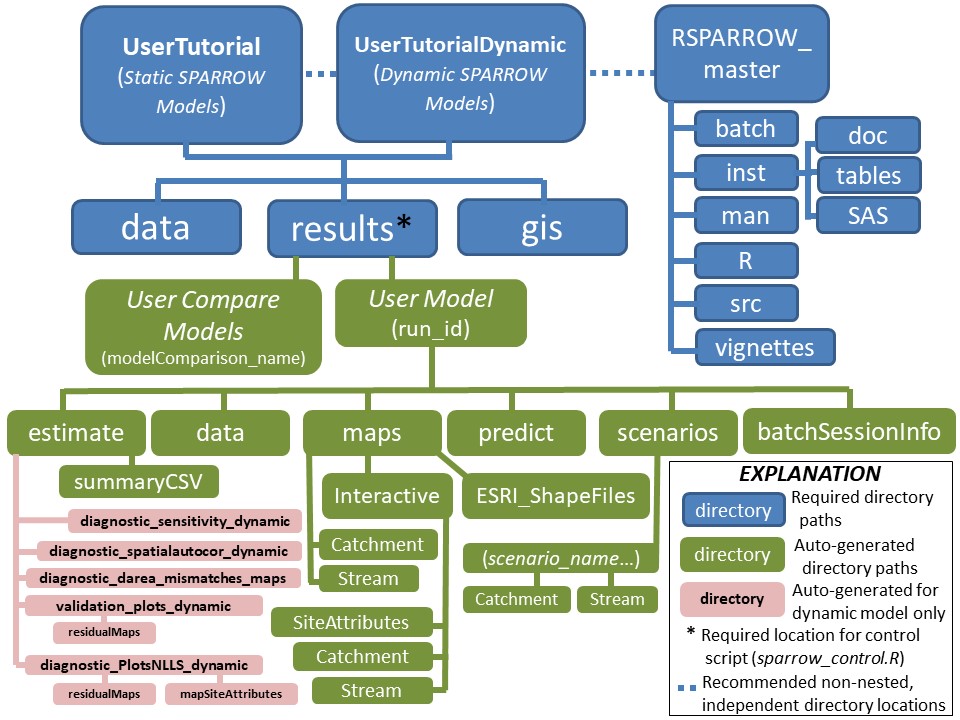 UserTutorial
(Static SPARROW
Models)
UserTutorialDynamic
(Dynamic SPARROW
Models)
RSPARROW_
master
batch
inst
man
R
src
vignettes
doc
tables
SAS
data
results*
gis
User Compare
Models
(modelComparison_name)
User Model
(run_id)
estimate
data
maps
predict
scenarios
batchSessionInfo
summaryCSV
diagnostic_sensitivity_dynamic
diagnostic_spatialautocor_dynamic
diagnostic_darea_mismatches_maps
validation_plots_dynamic
residualMaps
diagnostic_PlotsNLLS_dynamic
residualMaps
mapSiteAttributes
Interactive
ESRI_ShapeFiles
Catchment
Stream
SiteAttributes
Catchment
Stream
(scenario_name...)
Catchment
Stream
EXPLANATION
directory
Required directory
paths
directory
Auto-generated
directory paths
directory
Auto-generated for
dynamic model only
* Required location for control
script (sparrow_control.R)
Recommended non-nested,
independent directory locations